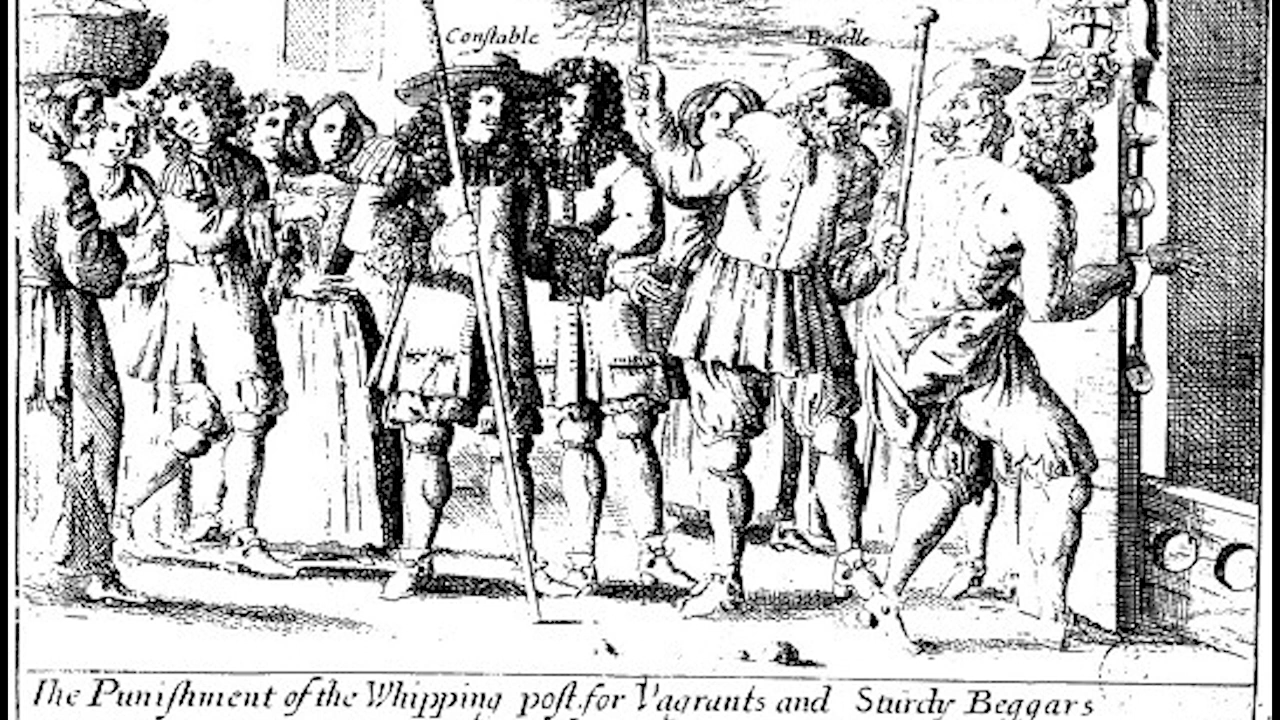 Conſtable
Beadle
The Puniſhment of the Whipping poſt, for Vagrants and Sturdy Beggars